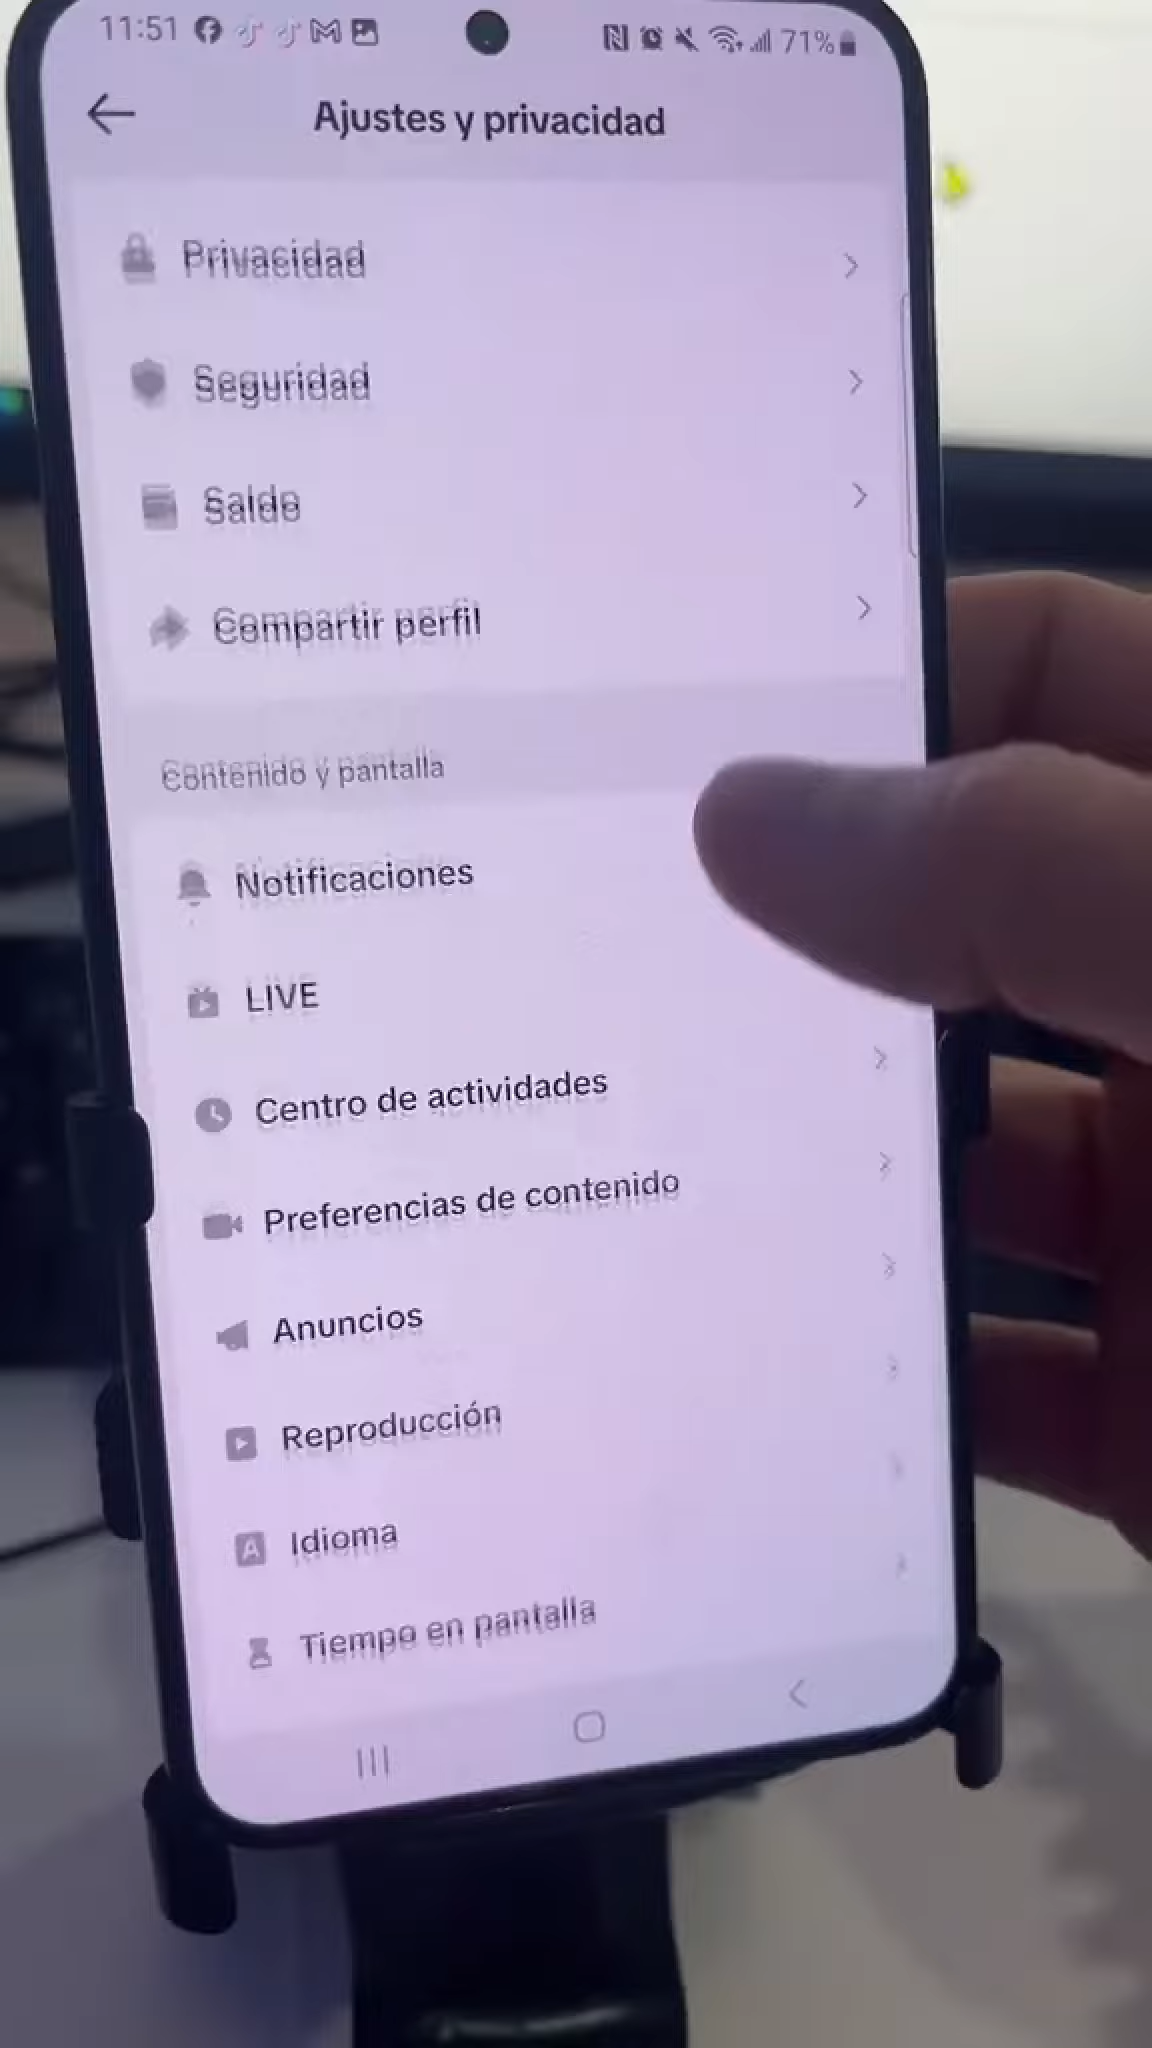 11:51
71%
Ajustes y privacidad
Privacidad
Seguridad
Saldo
Compartir perfil
Contenido y pantalla
Notificaciones
LIVE
Centro de actividades
Preferencias de contenido
Anuncios
Reproducción
A Idioma
Tiempo en pantalla